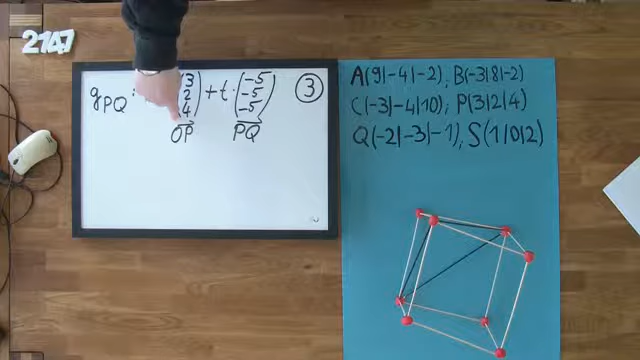 2147
g_PQ: (3 2 4) + t · (-5 -5 -5) ③
OP PQ
A(9|-4|-2), B(-3|8|-2)
C(-3|-4|10), P(3|2|4)
Q(-2|-3|-1), S(1|0|2)